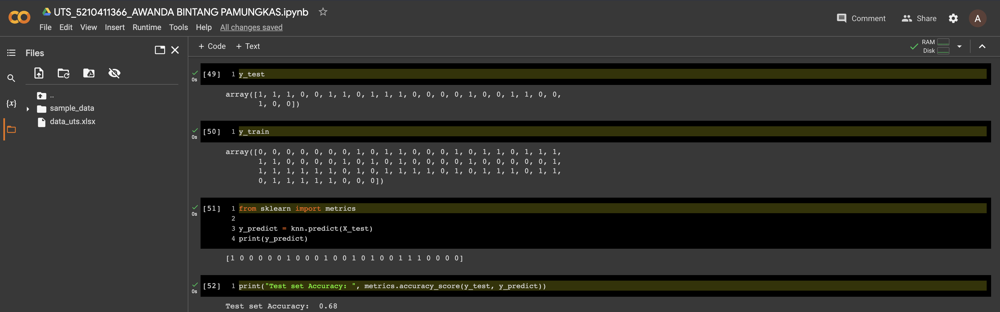 UTS_5210411366_AWANDA BINTANG PAMUNGKAS.ipynb
File Edit View Insert Runtime Tools Help All changes saved
Comment
Share
A
Files
..
sample_data
data_uts.xlsx
{x}
+ Code + Text
RAM
Disk
0s
[49] 1 y_test
array([1, 1, 1, 0, 0, 1, 1, 0, 1, 1, 1, 0, 0, 0, 0, 1, 0, 0, 1, 1, 0, 0,
1, 0, 0])
0s
[50] 1 y_train
array([0, 0, 0, 0, 0, 0, 0, 1, 0, 1, 1, 0, 0, 0, 1, 0, 1, 1, 0, 1, 1, 1,
1, 1, 0, 0, 0, 0, 1, 0, 1, 0, 1, 0, 0, 0, 0, 1, 0, 0, 0, 0, 0, 1,
1, 1, 1, 1, 1, 1, 0, 1, 0, 1, 1, 1, 1, 0, 1, 0, 1, 1, 1, 0, 1, 1,
0, 1, 1, 1, 1, 1, 0, 0, 0])
0s
[51] 1 from sklearn import metrics
2
3 y_predict = knn.predict(X_test)
4 print(y_predict)
[1 0 0 0 0 0 1 0 0 0 1 0 0 1 0 1 0 0 1 1 1 0 0 0 0]
0s
[52] 1 print("Test set Accuracy: ", metrics.accuracy_score(y_test, y_predict))
Test set Accuracy:  0.68